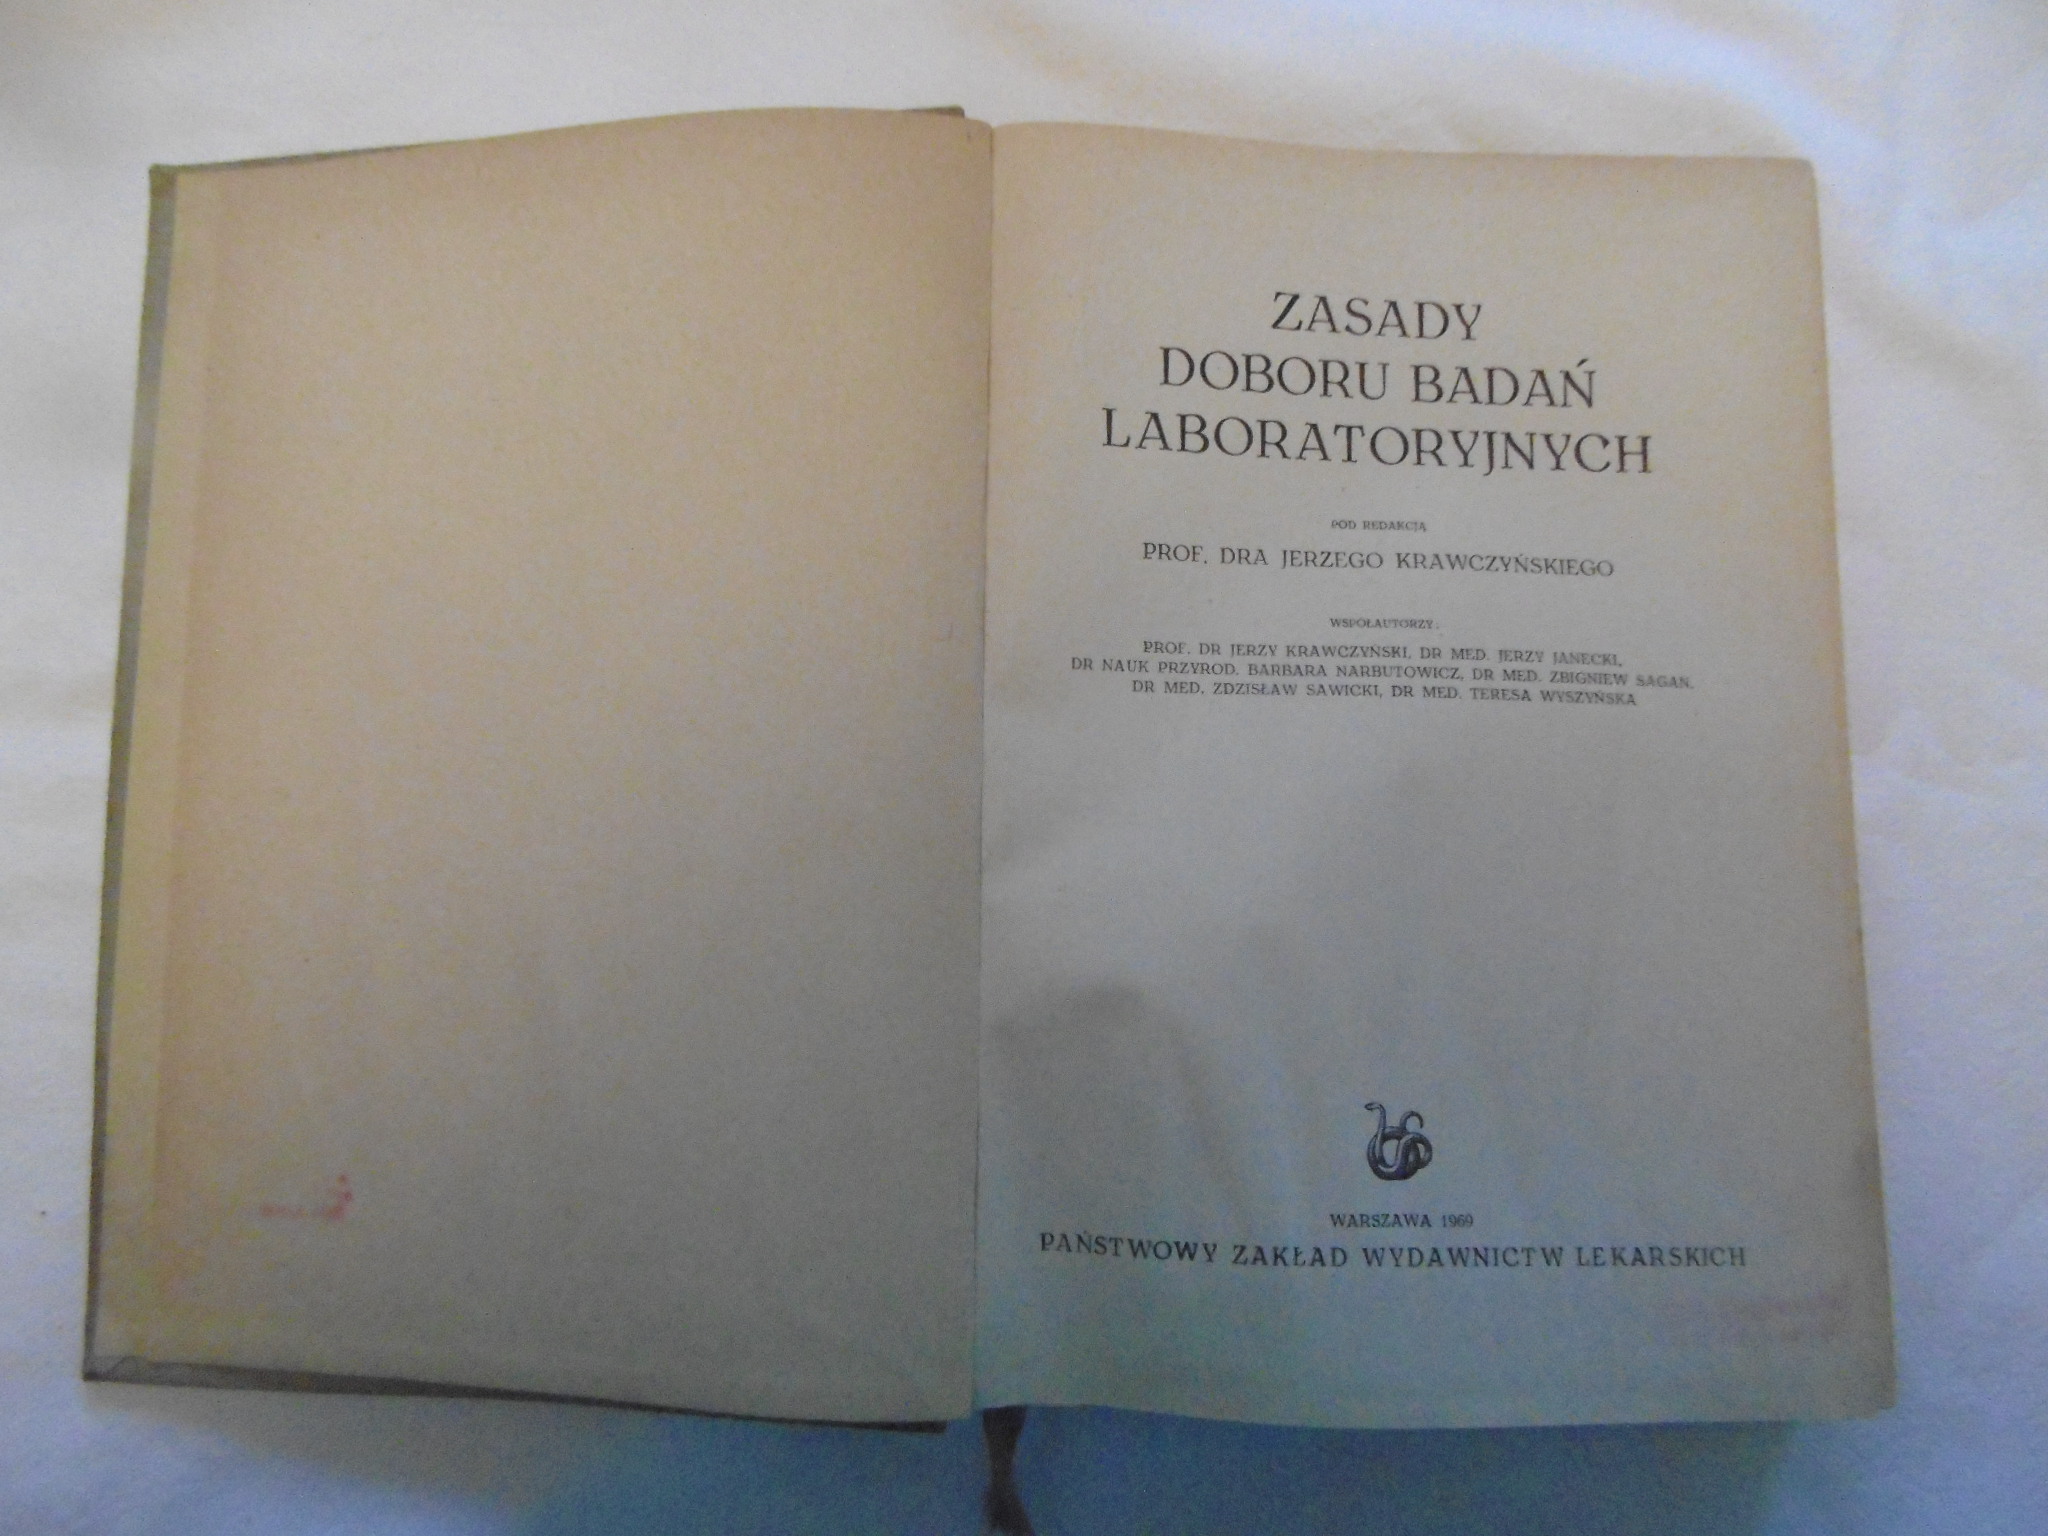 ZASADY
DOBORU BADAŃ
LABORATORYJNYCH
POD REDAKCJĄ
PROF. DRA JERZEGO KRAWCZYŃSKIEGO
WSPÓŁAUTORZY:
PROF. DR JERZY KRAWCZYŃSKI, DR MED. JERZY JANECKI,
DR NAUK PRZYROD. BARBARA NARBUTOWICZ, DR MED. ZBIGNIEW SAGAN,
DR MED. ZDZISŁAW SAWICKI, DR MED. TERESA WYSZYŃSKA
WARSZAWA 1969
PAŃSTWOWY ZAKŁAD WYDAWNICTW LEKARSKICH